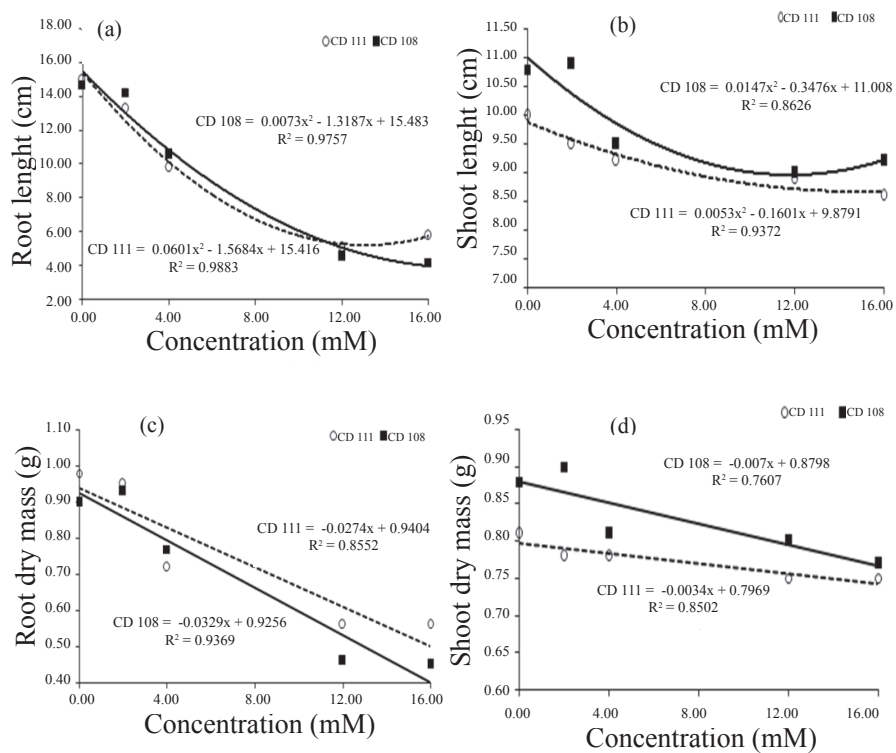 (a)
CD 111 CD 108
18.00
16.00
14.00
12.00
10.00
8.00
6.00
4.00
2.00
Root lenght (cm)
CD 108 = 0.0073x² - 1.3187x + 15.483
R² = 0.9757
CD 111 = 0.0601x² - 1.5684x + 15.416
R² = 0.9883
0.00 4.00 8.00 12.00 16.00
Concentration (mM)
(b)
CD 111 CD 108
11.50
11.00
10.50
10.00
9.50
9.00
8.50
8.00
7.50
7.00
Shoot lenght (cm)
CD 108 = 0.0147x² - 0.3476x + 11.008
R² = 0.8626
CD 111 = 0.0053x² - 0.1601x + 9.8791
R² = 0.9372
0.00 4.00 8.00 12.00 16.00
Concentration (mM)
(c)
CD 111 CD 108
1.10
1.00
0.90
0.80
0.70
0.60
0.50
0.40
Root dry mass (g)
CD 111 = -0.0274x + 0.9404
R² = 0.8552
CD 108 = -0.0329x + 0.9256
R² = 0.9369
0.00 4.00 8.00 12.00 16.00
Concentration (mM)
(d)
CD 111 CD 108
0.95
0.90
0.85
0.80
0.75
0.70
0.65
0.60
Shoot dry mass (g)
CD 108 = -0.007x + 0.8798
R² = 0.7607
CD 111 = -0.0034x + 0.7969
R² = 0.8502
0.00 4.00 8.00 12.00 16.00
Concentration (mM)